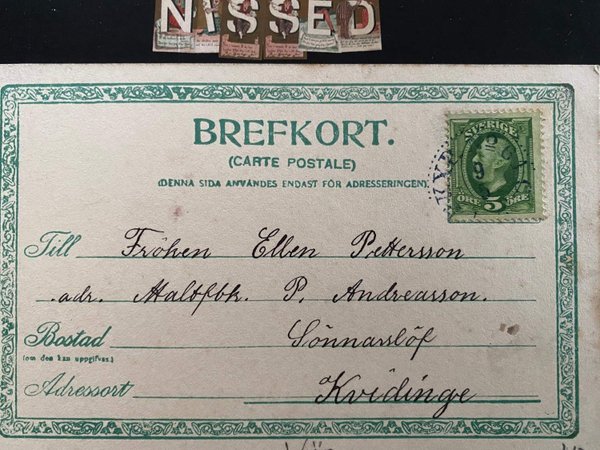 NISSED
BREFKORT.
(CARTE POSTALE)
(DENNA SIDA ANVÄNDES ENDAST FÖR ADRESSERINGEN)
SVERIGE
ÖRE 5 ÖRE
Till Fröken Ellen Pettersson
adr. P. Andreasson.
Bostad Sönnarslöf
(om den kan uppgifvas.)
Adressort Kvidinge